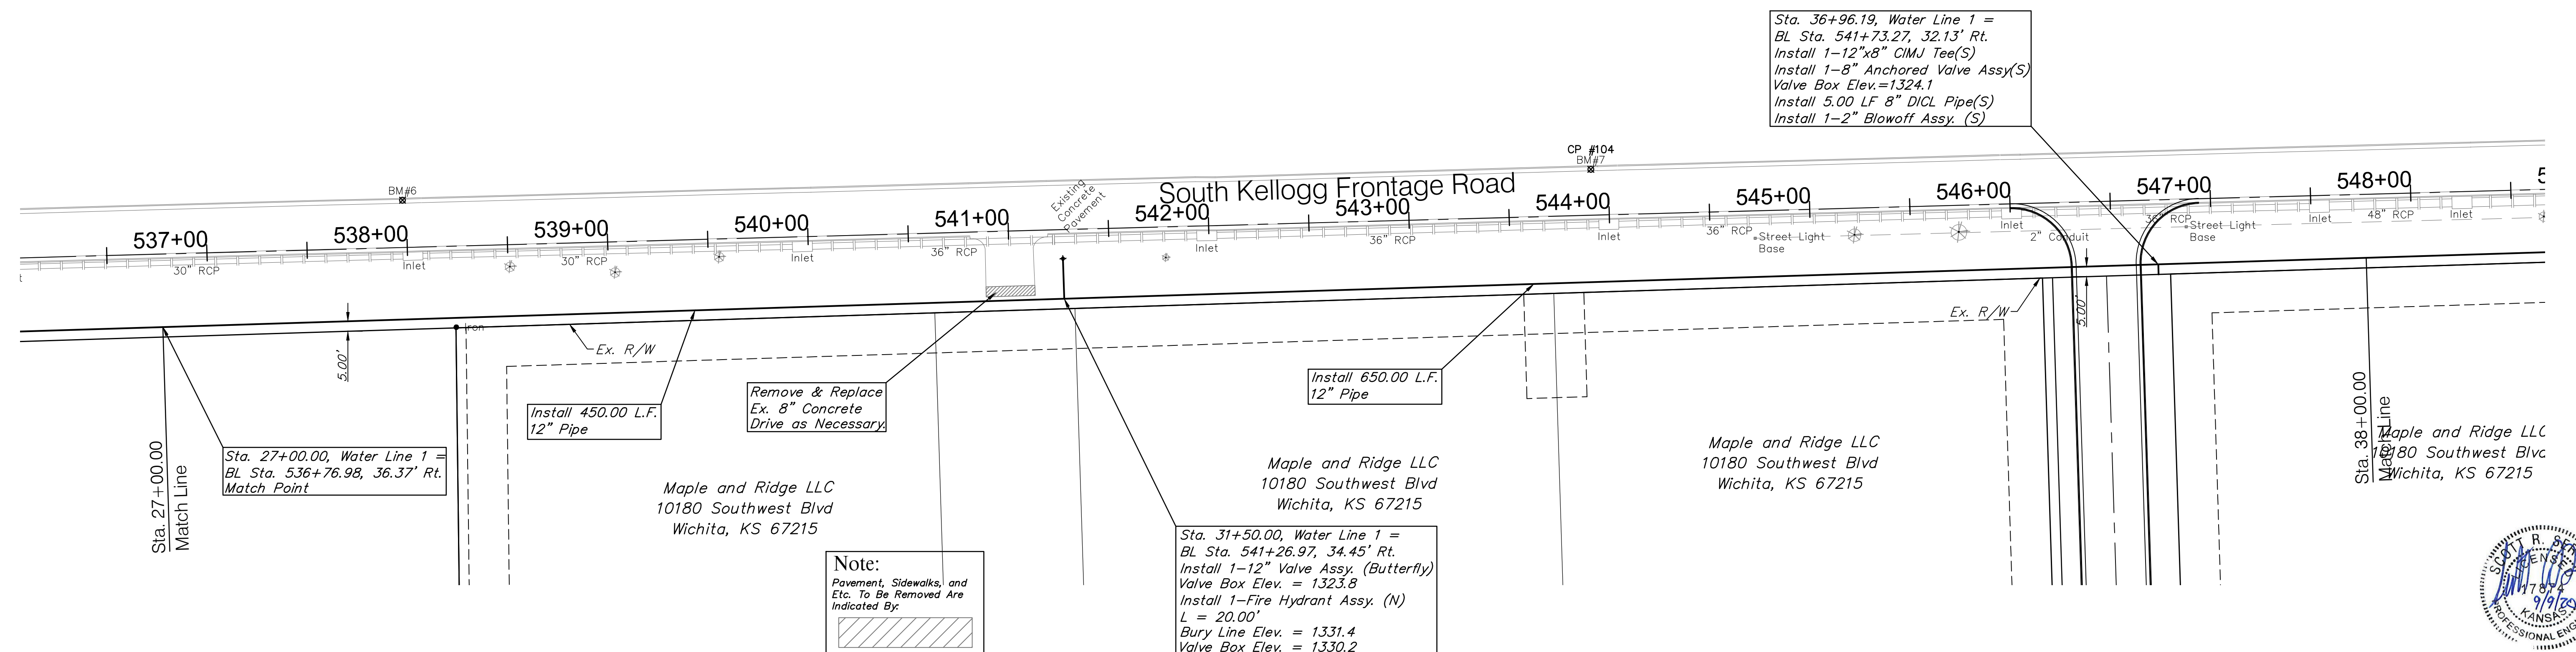 Sta. 36+96.19, Water Line 1 =
BL Sta. 541+73.27, 32.13' Rt.
Install 1-12"x8" CIMJ Tee(S)
Install 1-8" Anchored Valve Assy(S)
Valve Box Elev.=1324.1
Install 5.00 LF 8" DICL Pipe(S)
Install 1-2" Blowoff Assy. (S)
CP #104
BM#7
BM#6
Existing
Concrete
Pavement
South Kellogg Frontage Road
537+00
538+00
539+00
540+00
541+00
542+00
543+00
544+00
545+00
546+00
547+00
548+00
30" RCP
Inlet
30" RCP
Inlet
36" RCP
Inlet
36" RCP
Inlet
36" RCP
Street Light
Base
Inlet
2" Conduit
36" RCP
Street Light
Base
Inlet
48" RCP
Inlet
Iron
5.00'
Ex. R/W
Ex. R/W
5.00'
Sta. 27+00.00
Match Line
Sta. 27+00.00, Water Line 1 =
BL Sta. 536+76.98, 36.37' Rt.
Match Point
Install 450.00 L.F.
12" Pipe
Remove & Replace
Ex. 8" Concrete
Drive as Necessary.
Install 650.00 L.F.
12" Pipe
Sta. 38+00.00
Match Line
Maple and Ridge LLC
10180 Southwest Blvd
Wichita, KS 67215
Maple and Ridge LLC
10180 Southwest Blvd
Wichita, KS 67215
Maple and Ridge LLC
10180 Southwest Blvd
Wichita, KS 67215
Maple and Ridge LLC
10180 Southwest Blvd
Wichita, KS 67215
Note:
Pavement, Sidewalks, and
Etc. To Be Removed Are
Indicated By:
Sta. 31+50.00, Water Line 1 =
BL Sta. 541+26.97, 34.45' Rt.
Install 1-12" Valve Assy. (Butterfly)
Valve Box Elev. = 1323.8
Install 1-Fire Hydrant Assy. (N)
L = 20.00'
Bury Line Elev. = 1331.4
Valve Box Elev. = 1330.2
SCOTT R.
KANSAS
PROFESSIONAL